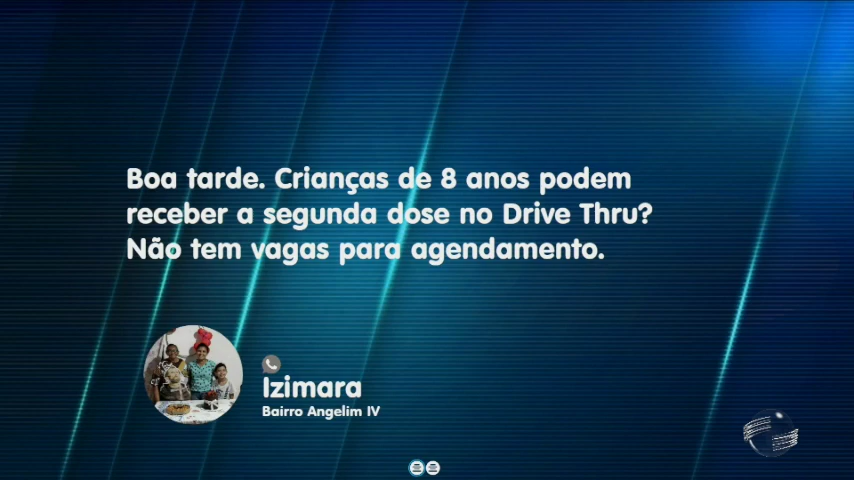 Boa tarde. Crianças de 8 anos podem
receber a segunda dose no Drive Thru?
Não tem vagas para agendamento.
Izimara
Bairro Angelim IV